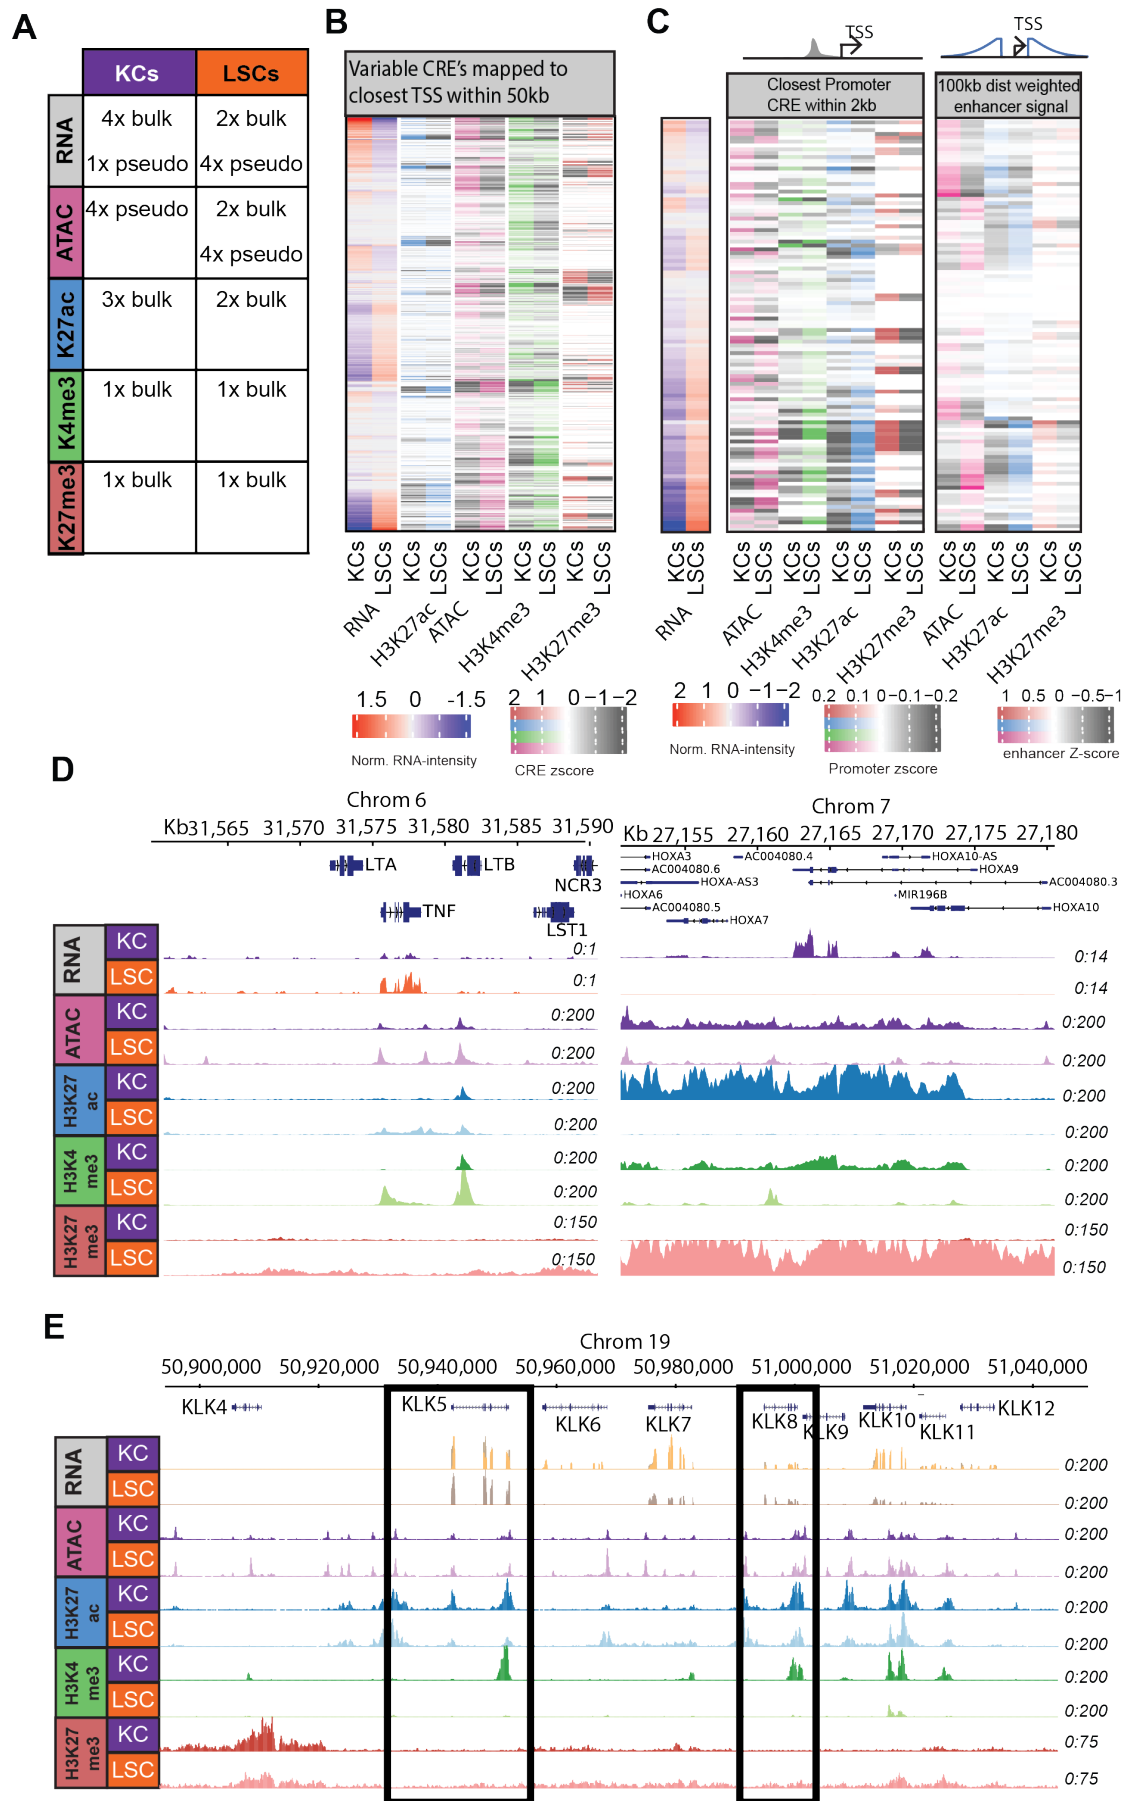 A
KCs LSCs
RNA
4x bulk 2x bulk
1x pseudo 4x pseudo
ATAC
4x pseudo 2x bulk
4x pseudo
K27ac
3x bulk 2x bulk
K4me3
1x bulk 1x bulk
K27me3
1x bulk 1x bulk
B
Variable CRE's mapped to
closest TSS within 50kb
KCs LSCs KCs LSCs KCs LSCs KCs LSCs KCs LSCs
RNA H3K27ac ATAC H3K4me3 H3K27me3
1.5 0 -1.5
Norm. RNA-intensity
2 1 0 -1 -2
CRE zscore
C
TSS
TSS
Closest Promoter
CRE within 2kb
100kb dist weighted
enhancer signal
KCs LSCs KCs LSCs KCs LSCs KCs LSCs KCs LSCs KCs LSCs KCs LSCs KCs LSCs
RNA ATAC H3K4me3 H3K27ac H3K27me3 ATAC H3K27ac H3K27me3
2 1 0 -1 -2
Norm. RNA-intensity
0.2 0.1 0 -0.1 -0.2
Promoter zscore
1 0.5 0 -0.5 -1
enhancer Z-score
D
Chrom 6
Kb 31,565 31,570 31,575 31,580 31,585 31,590
LTA LTB
NCR3
TNF
LST1
Chrom 7
Kb 27,155 27,160 27,165 27,170 27,175 27,180
HOXA3 AC004080.4 HOXA10-AS
AC004080.6 HOXA9
HOXA-AS3 AC004080.3
HOXA6 MIR196B
AC004080.5 HOXA10
HOXA7
RNA
KC 0:1 0:14
LSC 0:1 0:14
ATAC
KC 0:200 0:200
LSC 0:200 0:200
H3K27
ac
KC 0:200 0:200
LSC 0:200 0:200
H3K4
me3
KC 0:200 0:200
LSC 0:200 0:200
H3K27
me3
KC 0:150 0:150
LSC 0:150 0:150
E
Chrom 19
50,900,000 50,920,000 50,940,000 50,960,000 50,980,000 51,000,000 51,020,000 51,040,000
KLK4 KLK5 KLK6 KLK7 KLK8 KLK9 KLK10 KLK11 KLK12
RNA
KC 0:200
LSC 0:200
ATAC
KC 0:200
LSC 0:200
H3K27
ac
KC 0:200
LSC 0:200
H3K4
me3
KC 0:200
LSC 0:200
H3K27
me3
KC 0:75
LSC 0:75